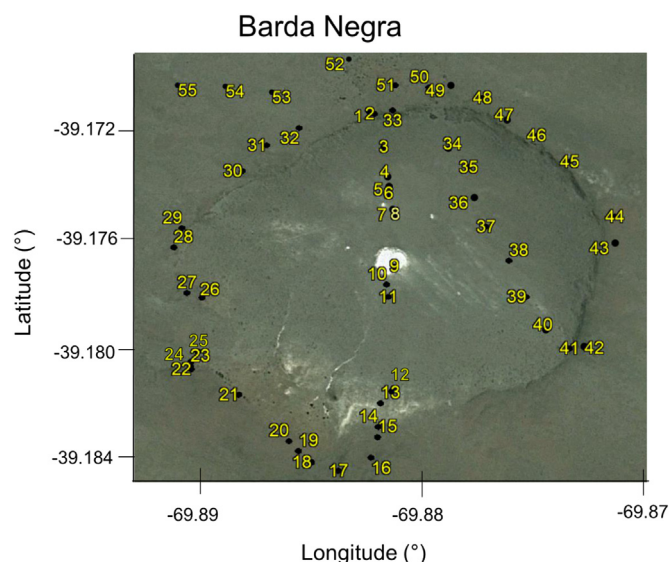 Barda Negra
52
55 54 53 51 50 49 48
1 2 33 47
-39.172
31 32 3 34 46
30 4 35 45
5 6 36
29 7 8 37 44
28
-39.176
38 43
10 9
27 26 11 39
40
25
-39.180
24 23 41 42
22 12
21 13
14 15
20 19
-39.184
18 17 16
-69.89 -69.88 -69.87
Latitude (°)
Longitude (°)